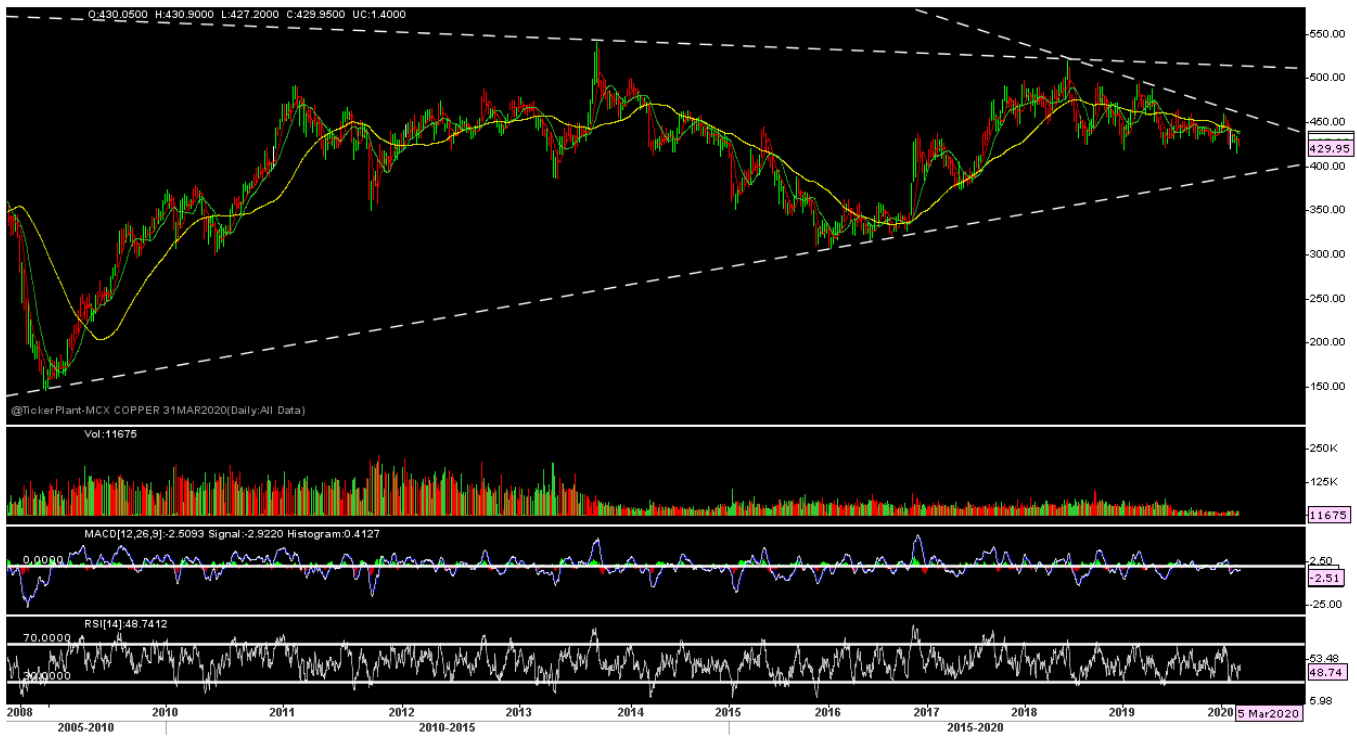 O:430.0500 H:430.9000 L:427.2000 C:429.9500 UC:1.4000
550.00
500.00
450.00
429.95
400.00
350.00
300.00
250.00
200.00
150.00
@TickerPlant-MCX COPPER 31MAR2020(Daily:All Data)
Vol:11675
250K
125K
11675
MACD[12,26,9]:-2.5093 Signal:-2.9220 Histogram:0.4127
0.0000
2.50
-2.51
-25.00
RSI[14]:48.7412
70.0000
53.48
48.74
30.0000
5.98
2008 2010 2011 2012 2013 2014 2015 2016 2017 2018 2019 2020 5 Mar2020
2005-2010 2010-2015 2015-2020